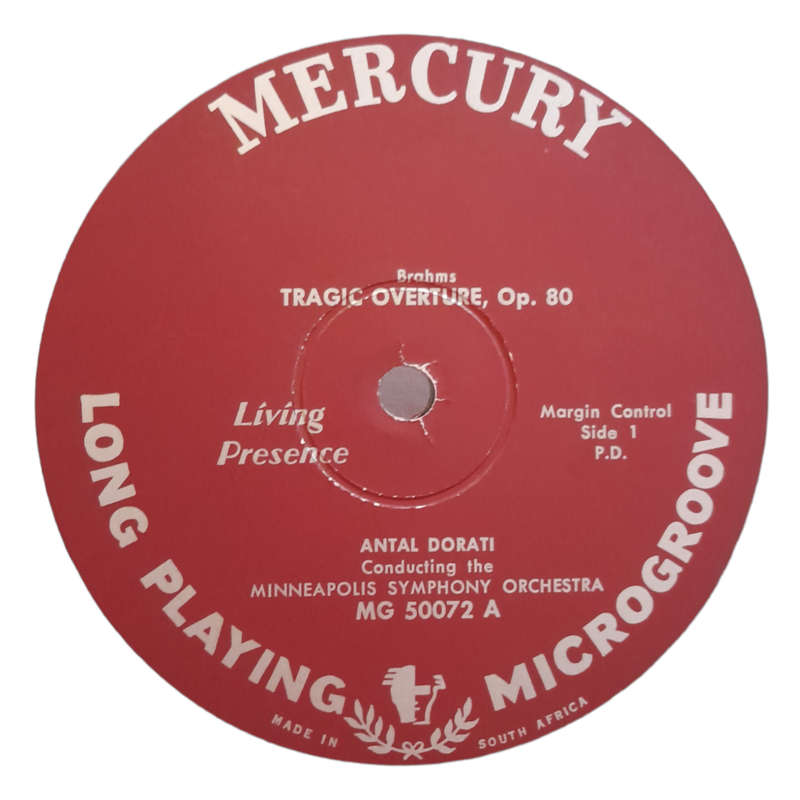 MERCURY
Brahms
TRAGIC OVERTURE, Op. 80
Living
Presence
Margin Control
Side 1
P.D.
ANTAL DORATI
Conducting the
MINNEAPOLIS SYMPHONY ORCHESTRA
MG 50072 A
LONG PLAYING MICROGROOVE
MADE IN SOUTH AFRICA